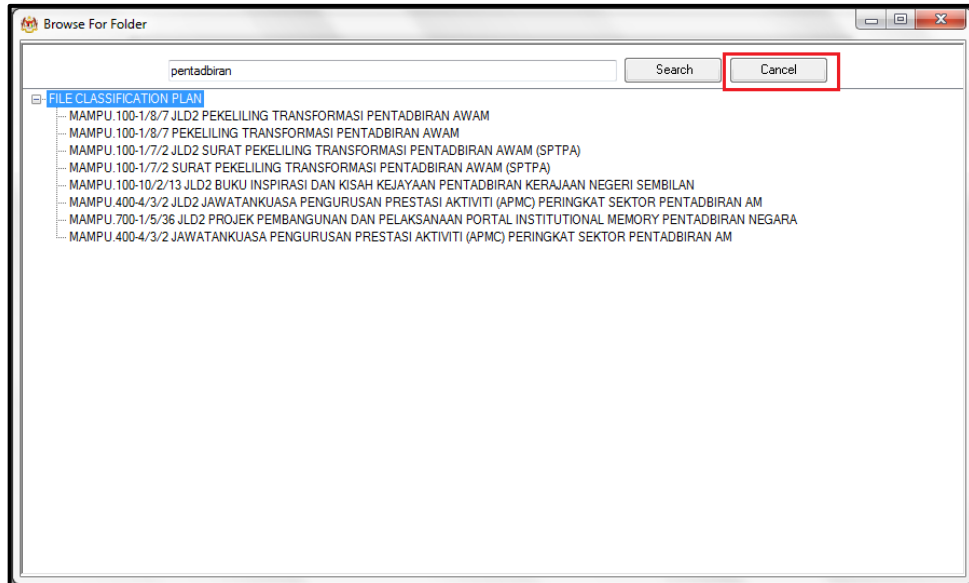 Browse For Folder
pentadbiran
Search
Cancel
FILE CLASSIFICATION PLAN
MAMPU.100-1/8/7 JLD2 PEKELILING TRANSFORMASI PENTADBIRAN AWAM
MAMPU.100-1/8/7 PEKELILING TRANSFORMASI PENTADBIRAN AWAM
MAMPU.100-1/7/2 JLD2 SURAT PEKELILING TRANSFORMASI PENTADBIRAN AWAM (SPTPA)
MAMPU.100-1/7/2 SURAT PEKELILING TRANSFORMASI PENTADBIRAN AWAM (SPTPA)
MAMPU.100-10/2/13 JLD2 BUKU INSPIRASI DAN KISAH KEJAYAAN PENTADBIRAN KERAJAAN NEGERI SEMBILAN
MAMPU.400-4/3/2 JLD2 JAWATANKUASA PENGURUSAN PRESTASI AKTIVITI (APMC) PERINGKAT SEKTOR PENTADBIRAN AM
MAMPU.700-1/5/36 JLD2 PROJEK PEMBANGUNAN DAN PELAKSANAAN PORTAL INSTITUTIONAL MEMORY PENTADBIRAN NEGARA
MAMPU.400-4/3/2 JAWATANKUASA PENGURUSAN PRESTASI AKTIVITI (APMC) PERINGKAT SEKTOR PENTADBIRAN AM